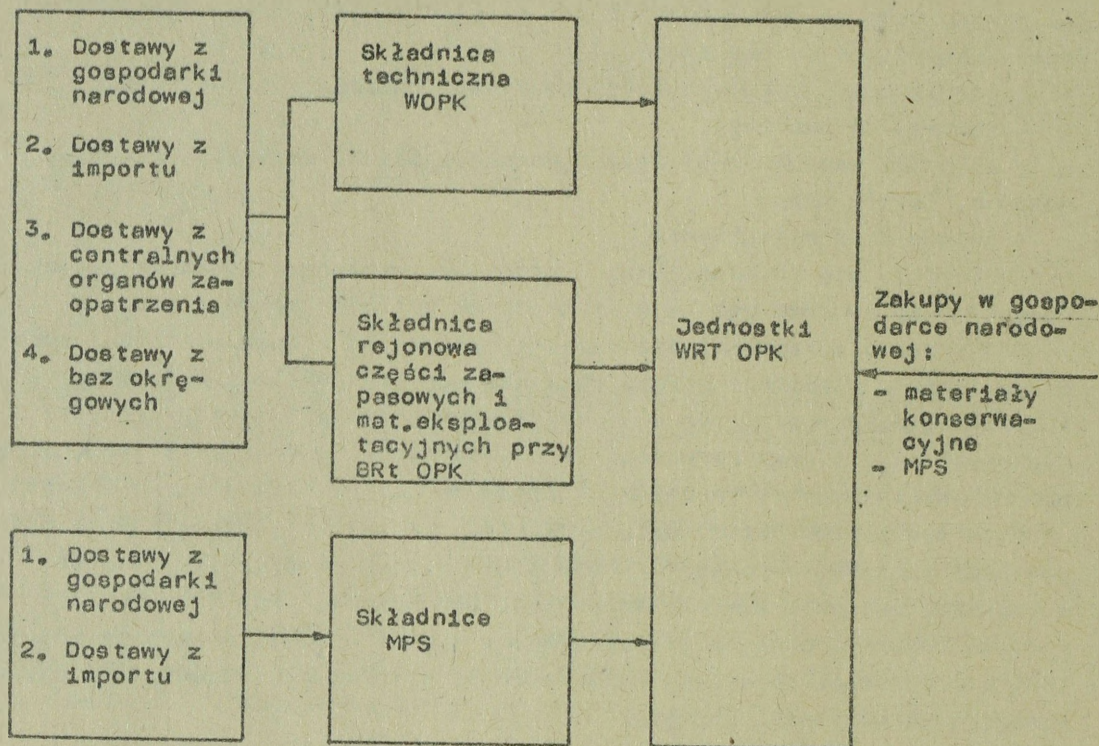 1. Dostawy z
gospodarki
narodowej
2. Dostawy z
importu
3. Dostawy z
centralnych
organów za-
opatrzenia
4. Dostawy z
baz okrę-
gowych
Składnica
techniczna
WOPK
Składnica
rejonowa
części za-
pasowych i
mat.eksploa-
tacyjnych przy
BRt OPK
1. Dostawy z
gospodarki
narodowej
2. Dostawy z
importu
Składnice
MPS
Jednostki
WRT OPK
Zakupy w gospo-
darce narodo-
wej:
- materiały
konserwa-
cyjne
- MPS